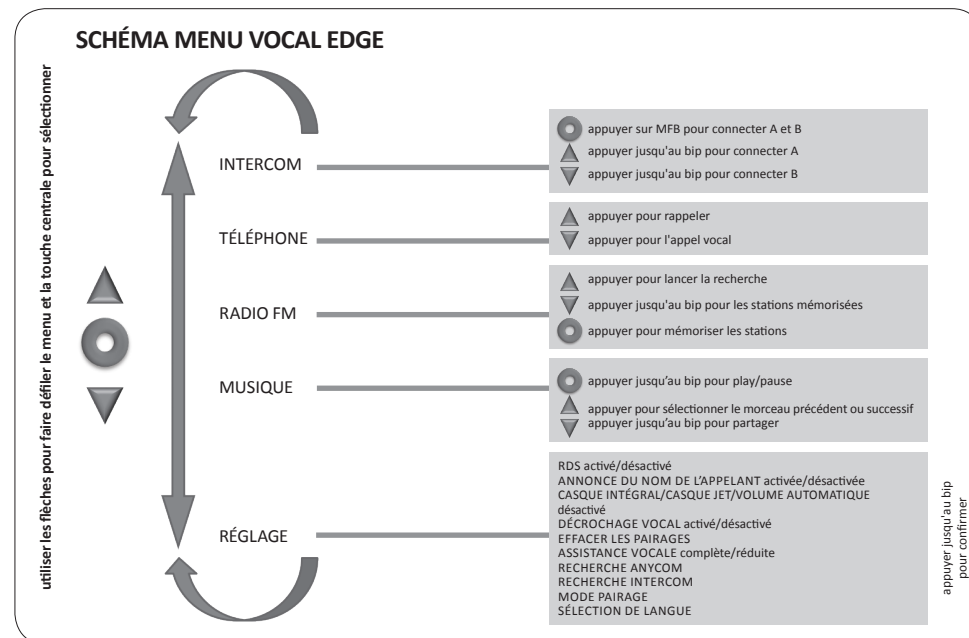 SCHÉMA MENU VOCAL EDGE
utiliser les flèches pour faire défiler le menu et la touche centrale pour sélectionner
INTERCOM
appuyer sur MFB pour connecter A et B
appuyer jusqu'au bip pour connecter A
appuyer jusqu'au bip pour connecter B
TÉLÉPHONE
appuyer pour rappeler
appuyer pour l'appel vocal
RADIO FM
appuyer pour lancer la recherche
appuyer jusqu'au bip pour les stations mémorisées
appuyer pour mémoriser les stations
MUSIQUE
appuyer jusqu’au bip pour play/pause
appuyer pour sélectionner le morceau précédent ou successif
appuyer jusqu’au bip pour partager
RÉGLAGE
RDS activé/désactivé
ANNONCE DU NOM DE L’APPELANT activée/désactivée
CASQUE INTÉGRAL/CASQUE JET/VOLUME AUTOMATIQUE
désactivé
DÉCROCHAGE VOCAL activé/désactivé
EFFACER LES PAIRAGES
ASSISTANCE VOCALE complète/réduite
RECHERCHE ANYCOM
RECHERCHE INTERCOM
MODE PAIRAGE
SÉLECTION DE LANGUE
appuyer jusqu'au bip
pour confirmer